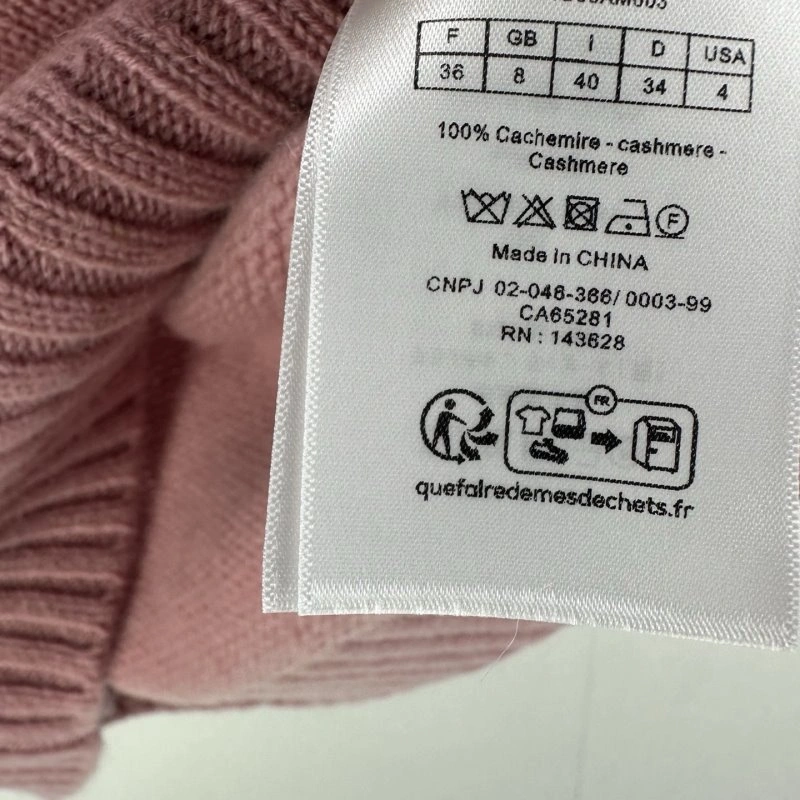 F GB I D USA
36 8 40 34 4
100% Cachemire - cashmere -
Cashmere
F
Made in CHINA
CNPJ 02-046-366/ 0003-99
CA65281
RN : 143628
FR
quefairedemesdechets.fr